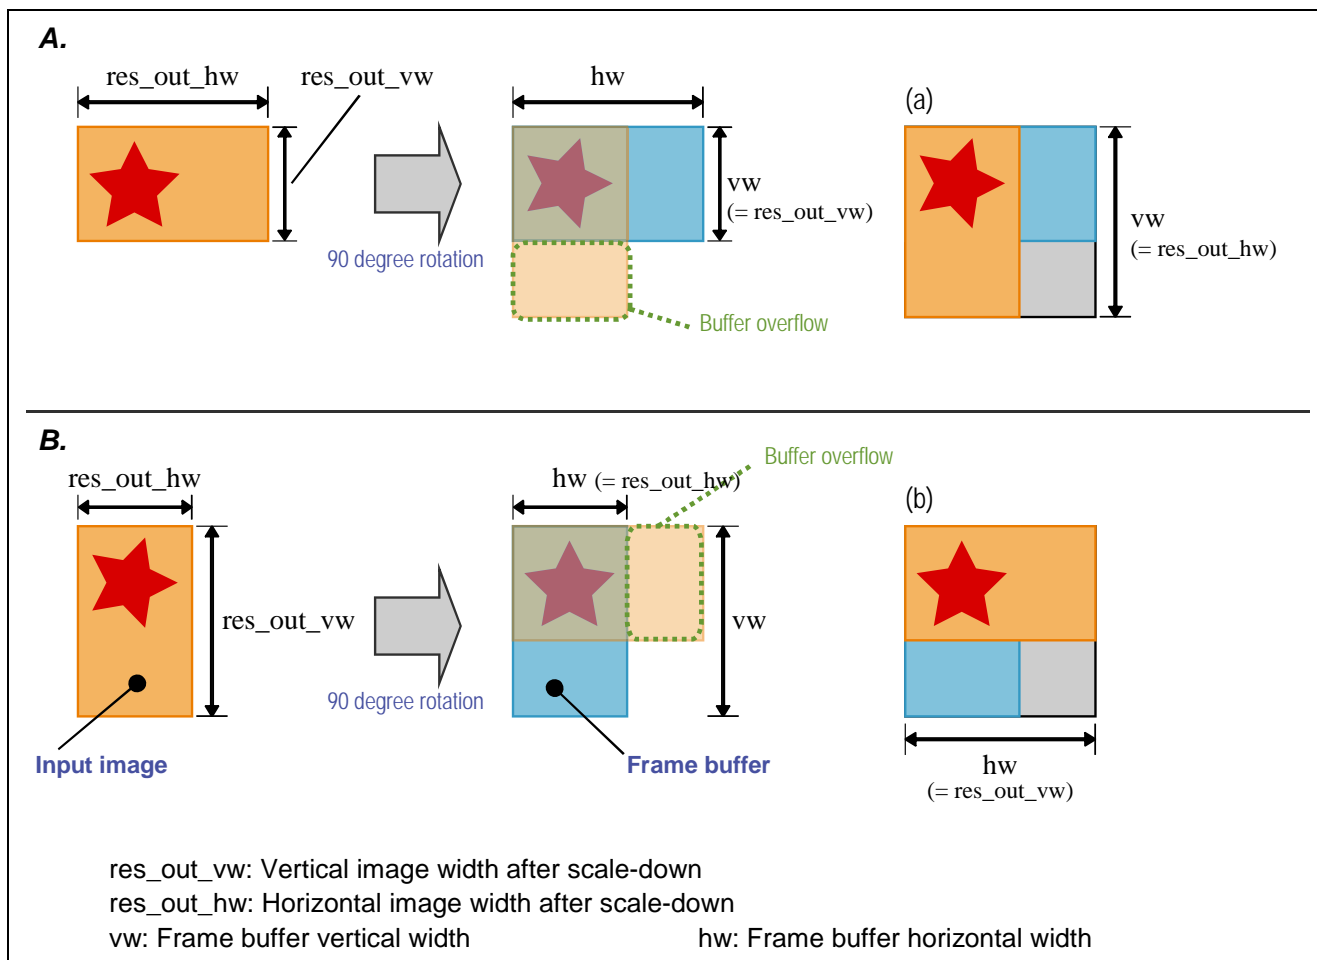 A.
res_out_hw
res_out_vw
hw
(a)
vw
(= res_out_vw)
vw
(= res_out_hw)
90 degree rotation
Buffer overflow
B.
Buffer overflow
res_out_hw
hw (= res_out_hw)
(b)
res_out_vw
vw
90 degree rotation
Input image
Frame buffer
hw
(= res_out_vw)
res_out_vw: Vertical image width after scale-down
res_out_hw: Horizontal image width after scale-down
vw: Frame buffer vertical width
hw: Frame buffer horizontal width